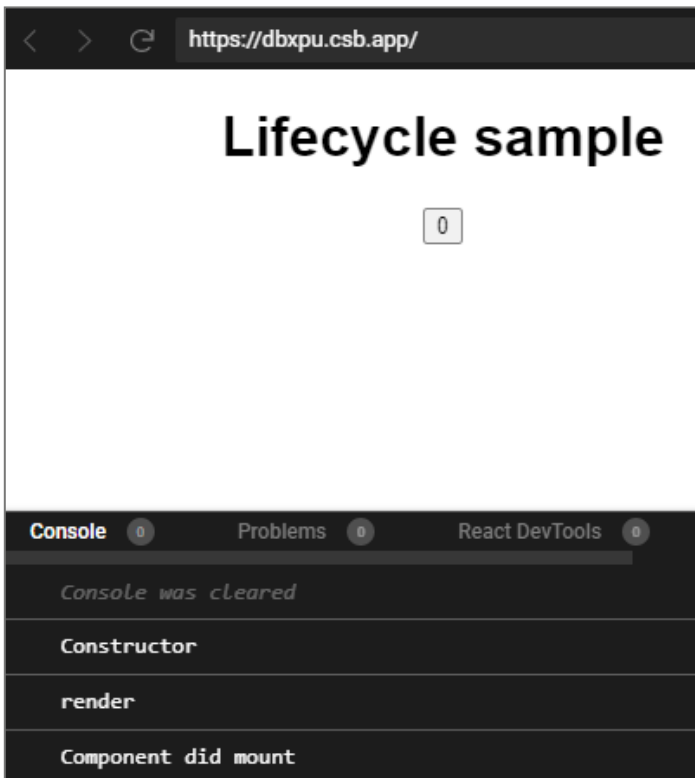 https://dbxpu.csb.app/
Lifecycle sample
0
Console 0 Problems 0 React DevTools 0
Console was cleared
Constructor
render
Component did mount